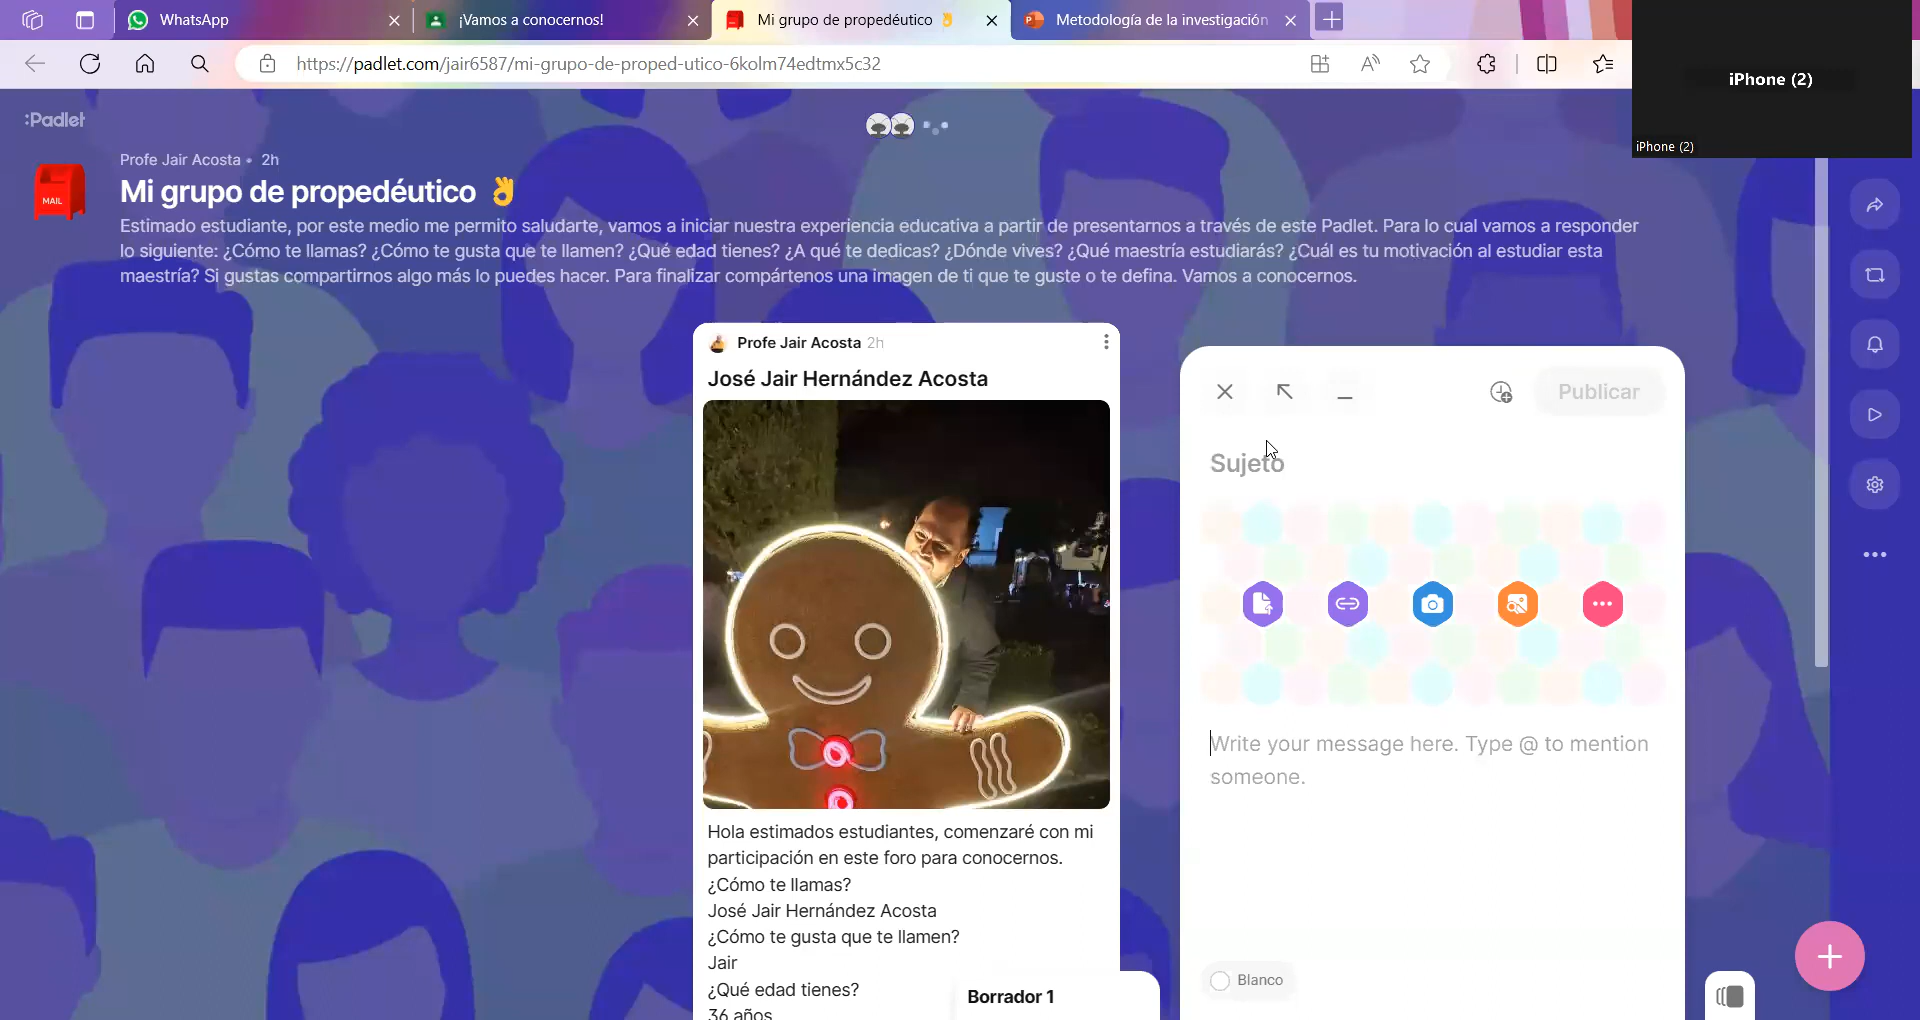 WhatsApp
¡Vamos a conocernos!
Mi grupo de propedéutico 👌
Metodología de la investigación
https://padlet.com/jair6587/mi-grupo-de-proped-utico-6kolm74edtmx5c32
iPhone (2)
iPhone (2)
:Padlet
Profe Jair Acosta • 2h
MAIL
Mi grupo de propedéutico 👌
Estimado estudiante, por este medio me permito saludarte, vamos a iniciar nuestra experiencia educativa a partir de presentarnos a través de este Padlet. Para lo cual vamos a responder
lo siguiente: ¿Cómo te llamas? ¿Cómo te gusta que te llamen? ¿Qué edad tienes? ¿A qué te dedicas? ¿Dónde vives? ¿Qué maestría estudiarás? ¿Cuál es tu motivación al estudiar esta
maestría? Si gustas compartirnos algo más lo puedes hacer. Para finalizar compártenos una imagen de ti que te guste o te defina. Vamos a conocernos.
Profe Jair Acosta 2h
José Jair Hernández Acosta
Hola estimados estudiantes, comenzaré con mi
participación en este foro para conocernos.
¿Cómo te llamas?
José Jair Hernández Acosta
¿Cómo te gusta que te llamen?
Jair
¿Qué edad tienes?
36 años
Borrador 1
Publicar
Sujeto
Write your message here. Type @ to mention
someone.
Blanco